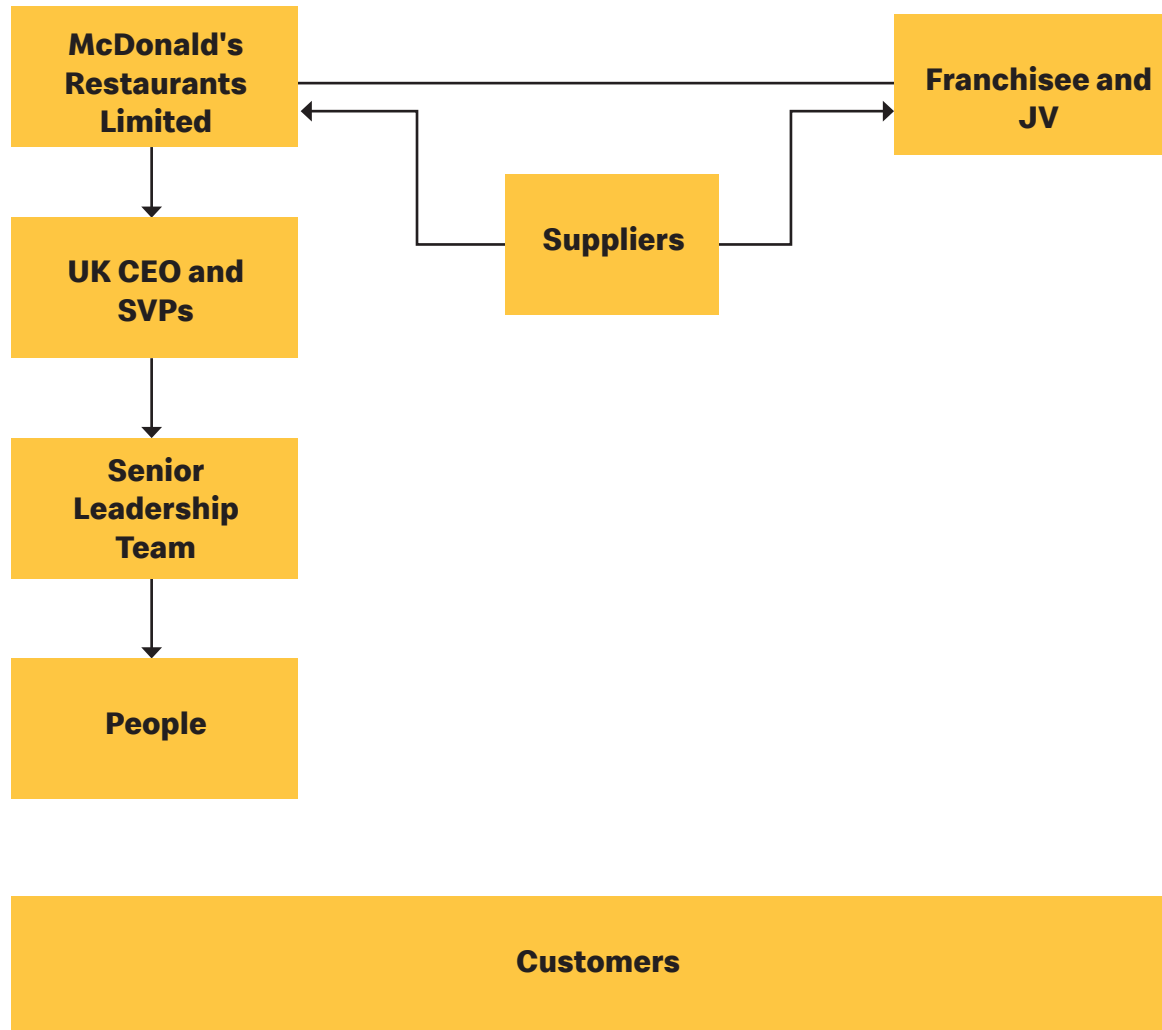 McDonald's
Restaurants
Limited
Franchisee and
JV
Suppliers
UK CEO and
SVPs
Senior
Leadership
Team
People
Customers